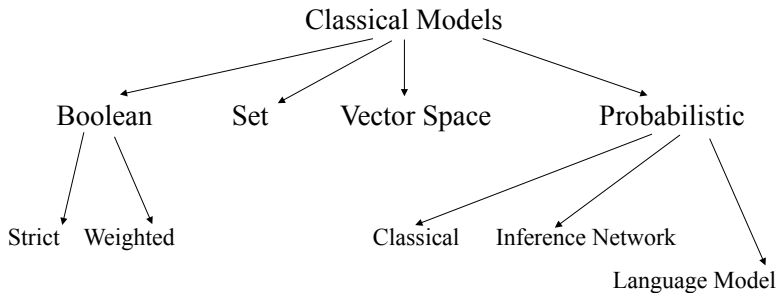 Classical Models
Boolean Set Vector Space Probabilistic
Strict Weighted Classical Inference Network
Language Model